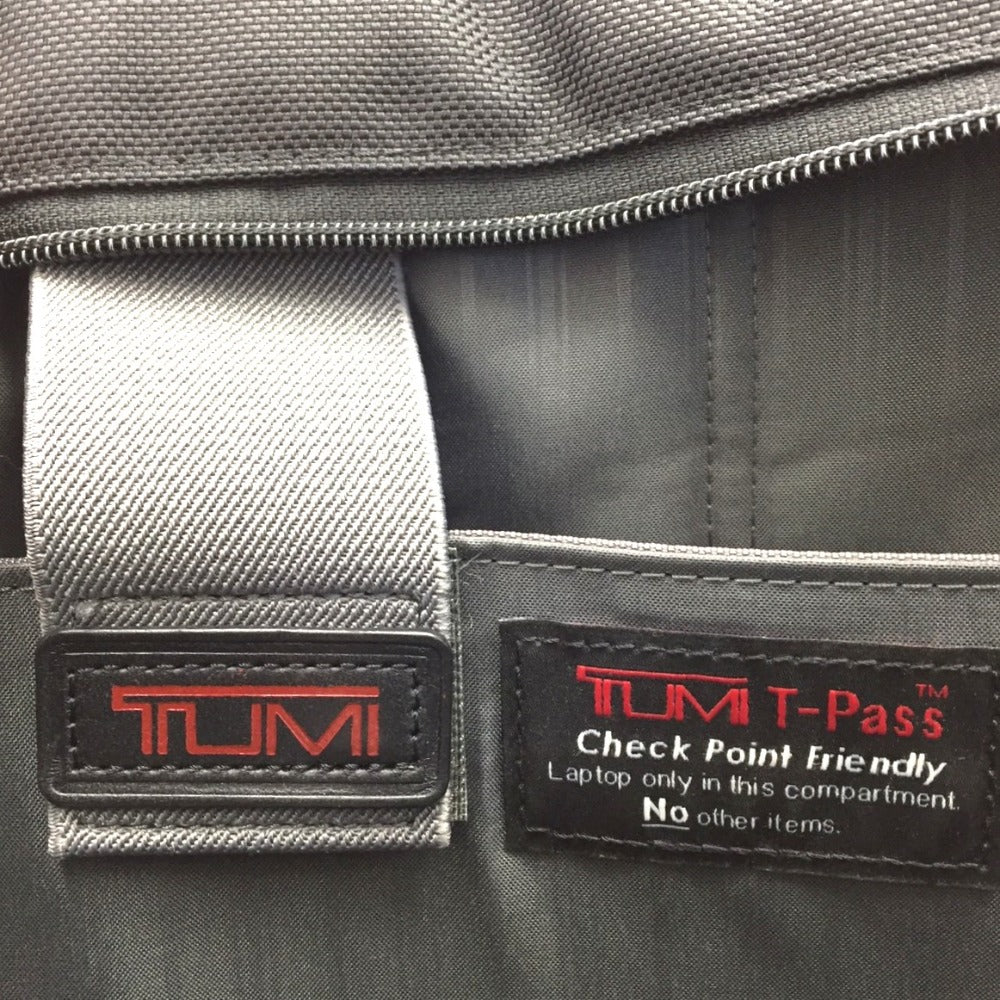 TUMI
TUMI T-Pass™
Check Point Friendly
Laptop only in this compartment.
No other items.